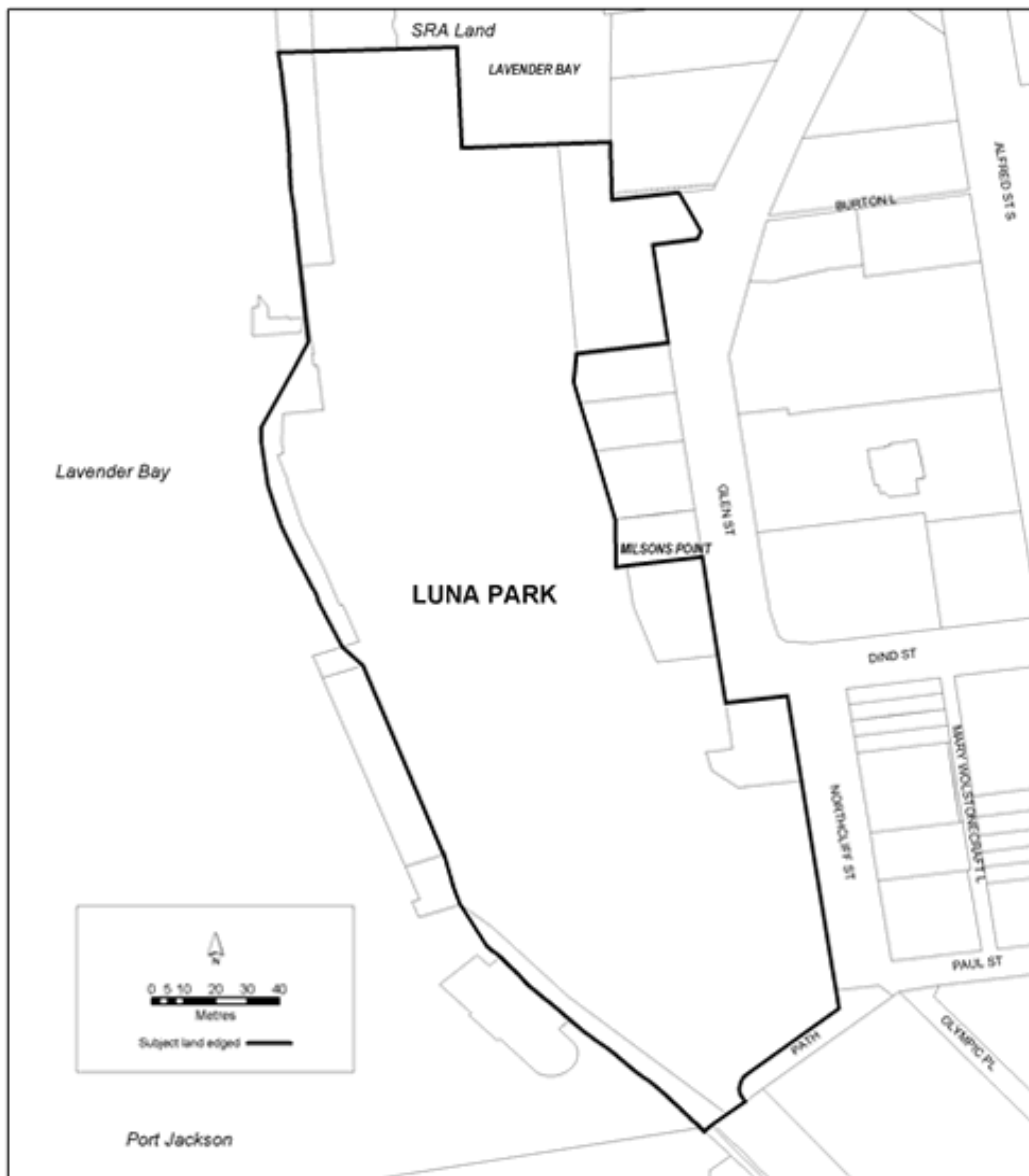 SRA Land
LAVENDER BAY
ALFRED ST S
BURTON L
Lavender Bay
GLEN ST
MILSONS POINT
LUNA PARK
DIND ST
MARY WOLSTONECRAFT L
NORTHCLIFF ST
PAUL ST
OLYMPIC PL
PATH
N
0 5 10 20 30 40
Metres
Subject land edged
Port Jackson